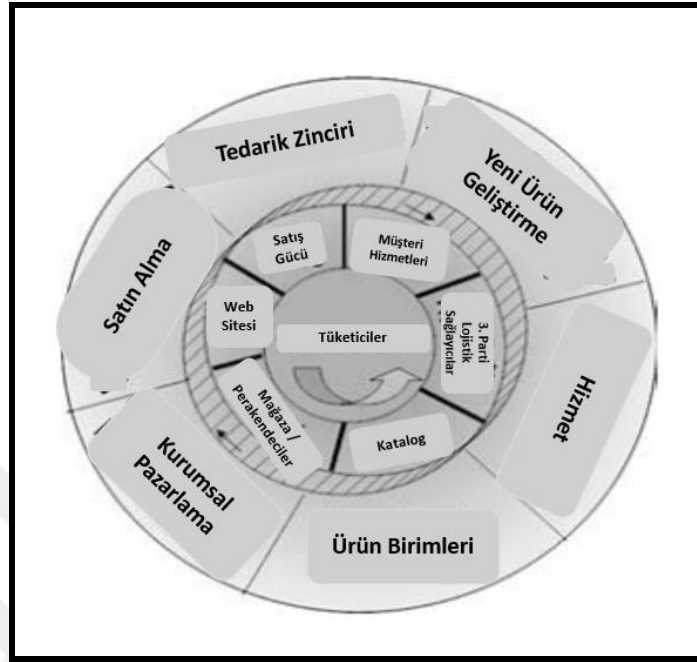 Tedarik Zinciri
Yeni Ürün
Geliştirme
Satın Alma
Satış
Gücü
Müşteri
Hizmetleri
Web
Sitesi
Tüketiciler
3. Parti
Lojistik
Sağlayıcılar
Hizmet
Mağaza /
Perakendeciler
Katalog
Kurumsal
Pazarlama
Ürün Birimleri